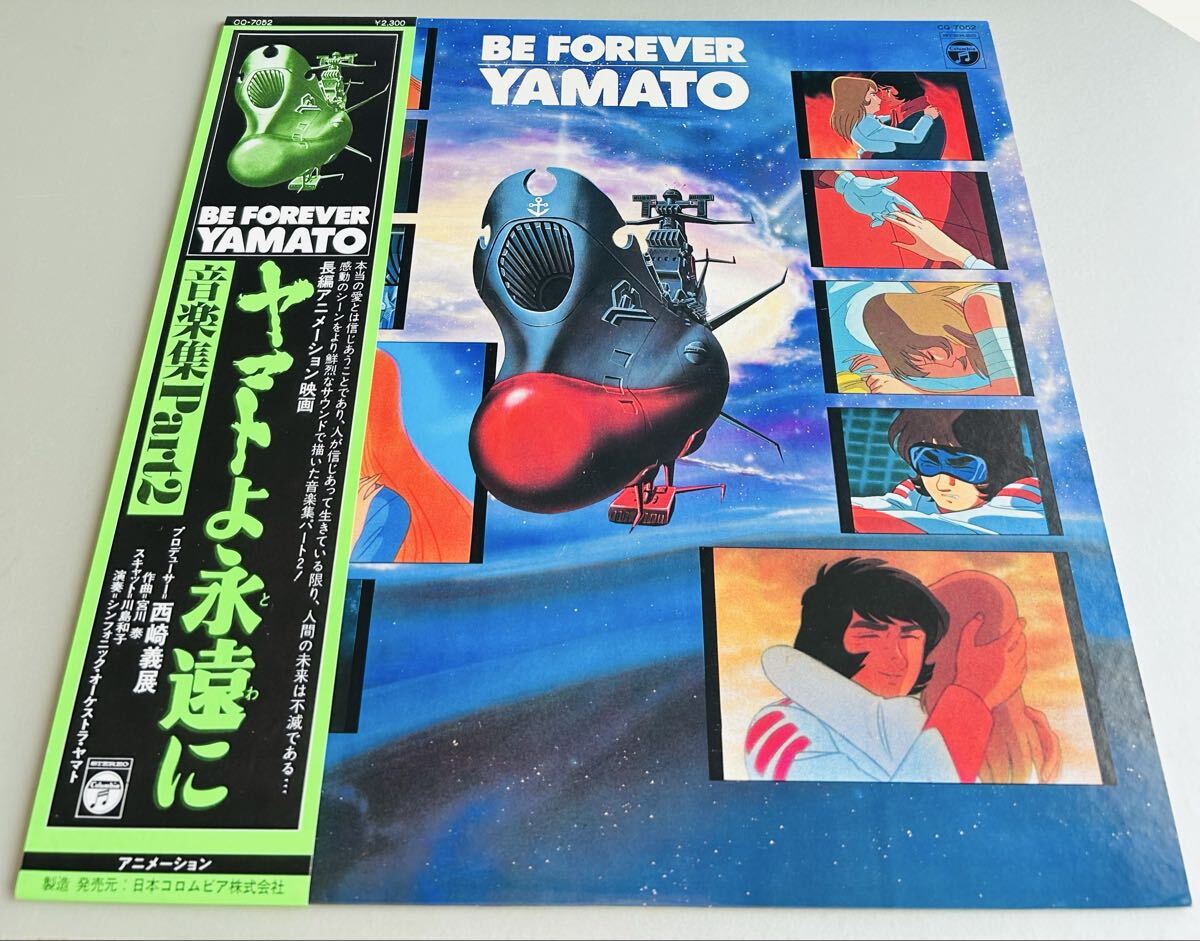 CQ-7052 ¥2,300
BE FOREVER
YAMATO
本当の愛とは信じあうことであり、人が信じあって生きている限り、人間の未来は不滅である…
感動のシーンをより鮮烈なサウンドで描いた音楽集パート2!
長編アニメーション映画
ヤマトよ永遠に
とわ
音楽集Part2
プロデューサー=西崎義展
作曲=宮川 泰
スキャット=川島和子
演奏=シンフォニック・オーケストラ・ヤマト
STEREO
Columbia
アニメーション
製造 発売元:日本コロムビア株式会社
BE FOREVER
YAMATO
CQ-7052
STEREO
Columbia